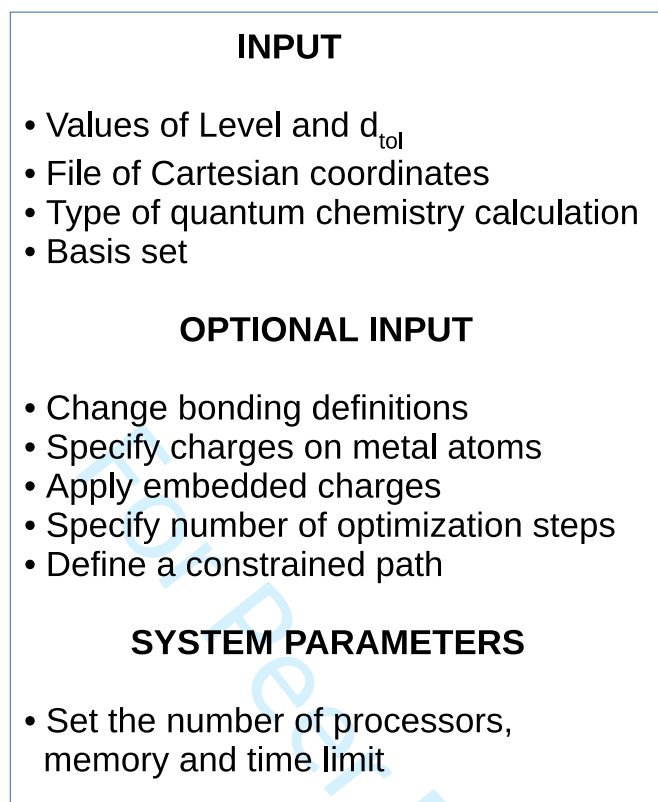 INPUT
• Values of Level and dtol
• File of Cartesian coordinates
• Type of quantum chemistry calculation
• Basis set
OPTIONAL INPUT
• Change bonding definitions
• Specify charges on metal atoms
• Apply embedded charges
• Specify number of optimization steps
• Define a constrained path
SYSTEM PARAMETERS
• Set the number of processors,
memory and time limit
For Peer